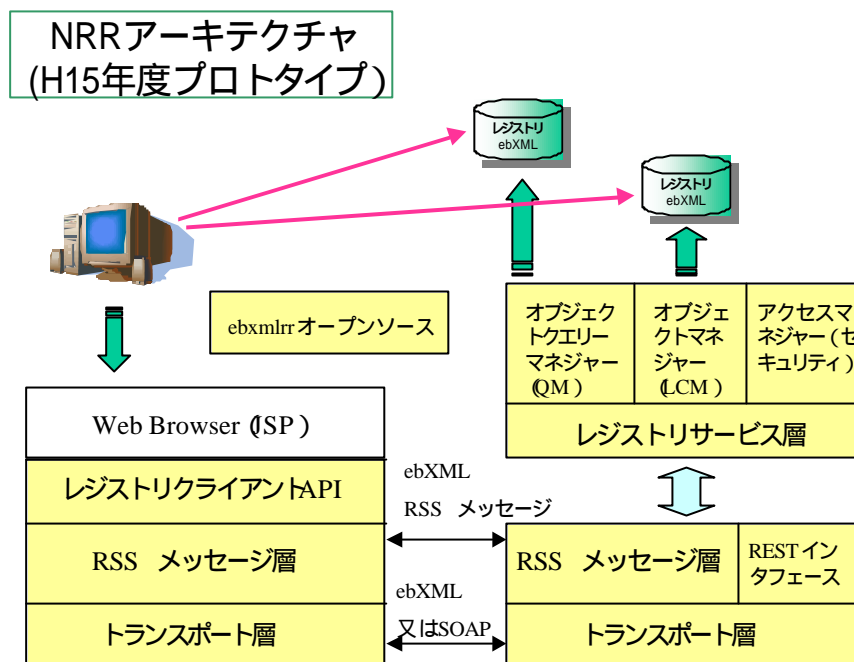 NRRアーキテクチャ
(H15年度プロトタイプ)
レジストリ
ebXML
レジストリ
ebXML
ebxmlrrオープンソース
オブジェク
トクエリー
マネジャー
(QM)
オブジェ
クトマネ
ジャー
(LCM)
アクセスマ
ネジャー(セ
キュリティ)
レジストリサービス層
Web Browser (JSP)
レジストリクライアントAPI
RSS メッセージ層
トランスポート層
ebXML
RSS メッセージ
ebXML
又はSOAP
RSS メッセージ層
RESTイン
タフェース
トランスポート層